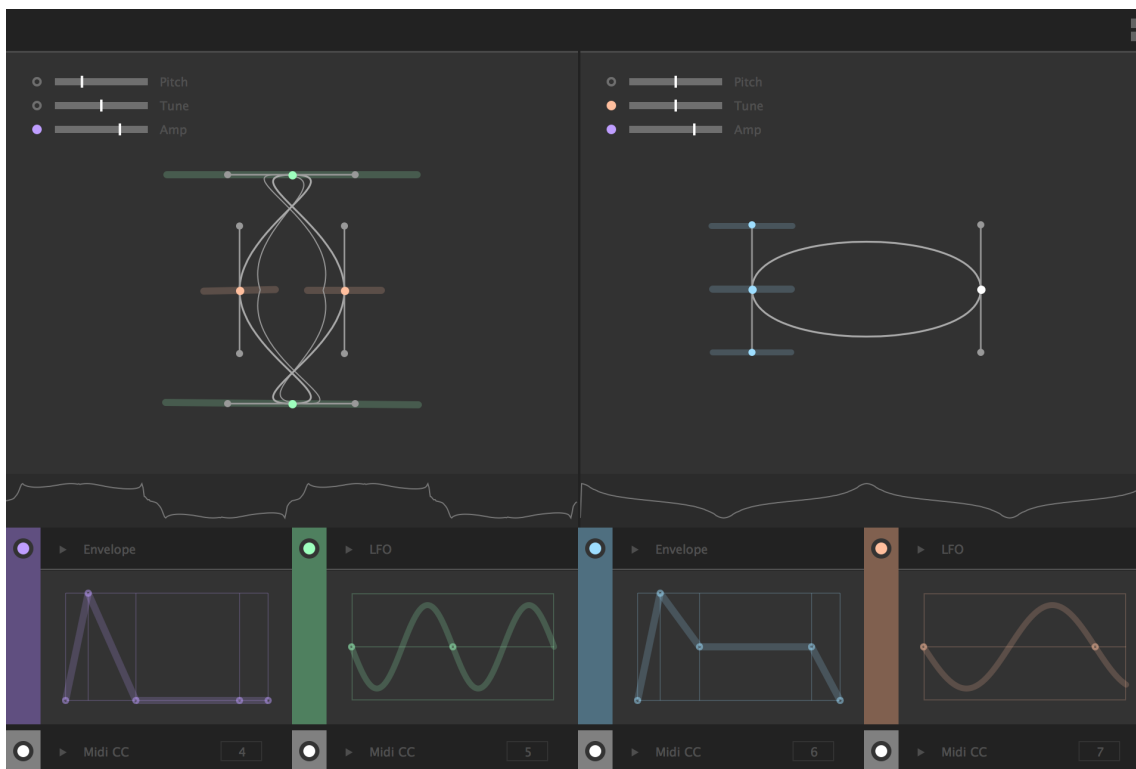 Pitch
Tune
Amp
Pitch
Tune
Amp
Envelope
LFO
Envelope
LFO
Midi CC 4
Midi CC 5
Midi CC 6
Midi CC 7